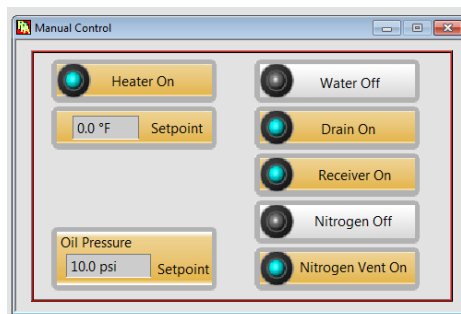 Manual Control
Heater On
Water Off
0.0 °F Setpoint
Drain On
Receiver On
Nitrogen Off
Oil Pressure
10.0 psi Setpoint
Nitrogen Vent On